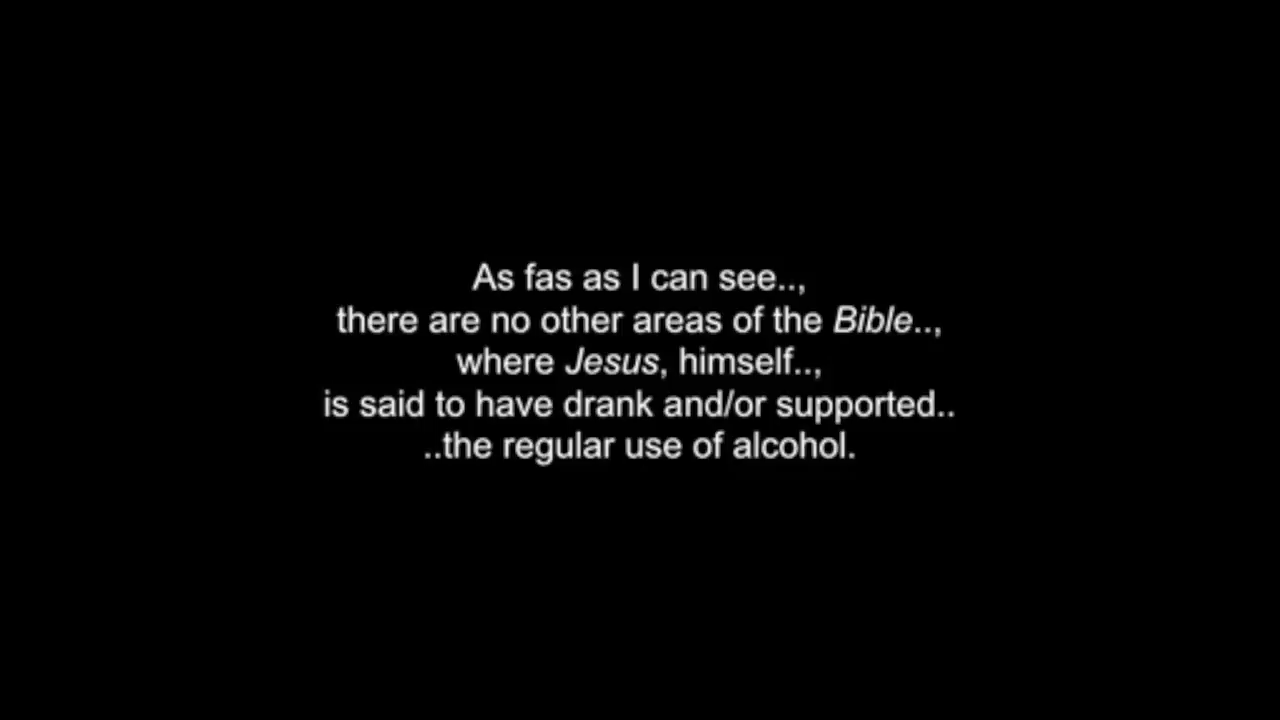 As fas as I can see..,
there are no other areas of the Bible..,
where Jesus, himself..,
is said to have drank and/or supported..
..the regular use of alcohol.